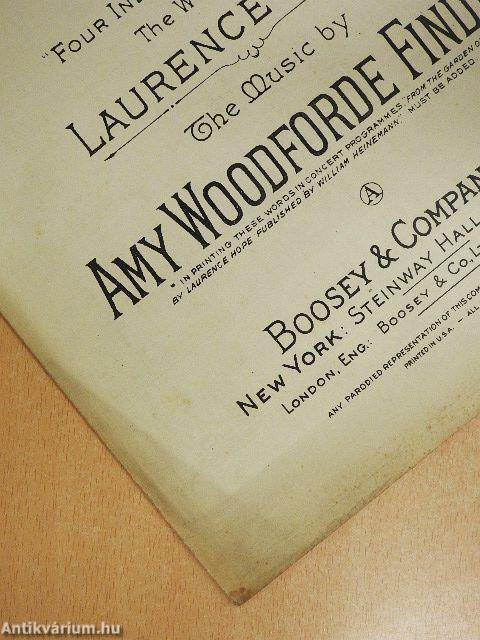 "FOUR IND
The W
LAURENCE
The Music by
AMY WOODFORDE FIND
"IN PRINTING THESE WORDS IN CONCERT PROGRAMMES "FROM THE GARDEN O
BY LAURENCE HOPE PUBLISHED BY WILLIAM HEINEMANN," MUST BE ADDED
A
BOOSEY & COMPAN
NEW YORK: STEINWAY HALL
LONDON, ENG.: BOOSEY & CO., L
ANY PARODIED REPRESENTATION OF THIS COM
PRINTED IN U.S.A. – ALL
Antikvárium.hu